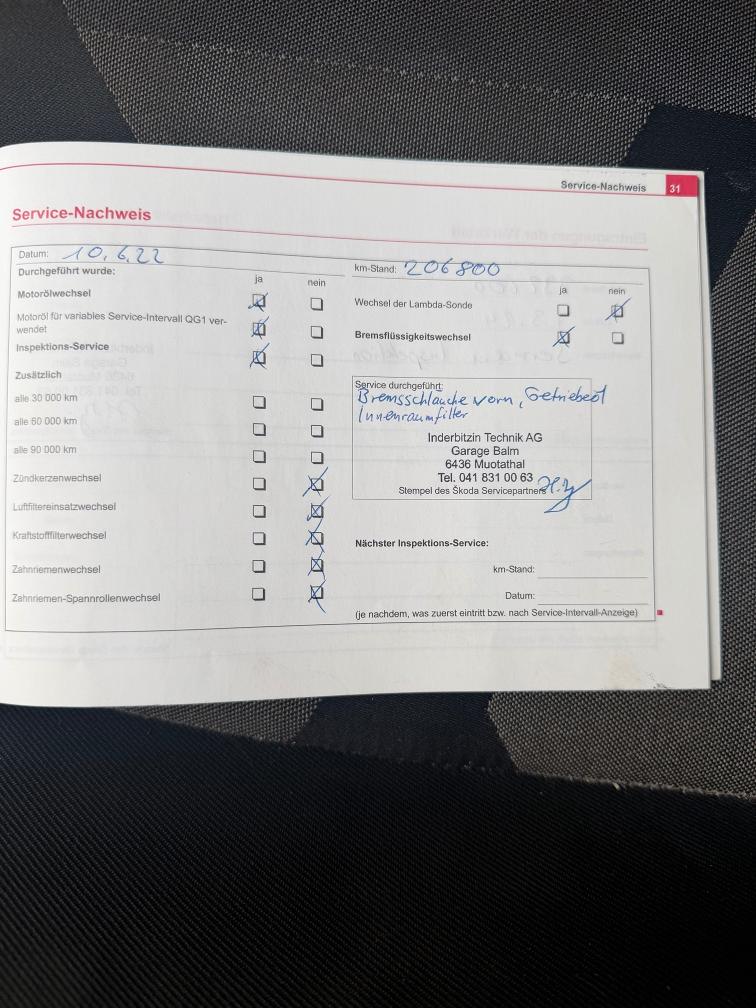 Service-Nachweis 31
Service-Nachweis
Datum: 10.6.22
km-Stand: 206800
Durchgeführt wurde:
ja nein
Motorölwechsel
Motoröl für variables Service-Intervall QG1 ver-
wendet
Inspektions-Service
Zusätzlich
alle 30 000 km
alle 60 000 km
alle 90 000 km
Zündkerzenwechsel
Luftfiltereinsatzwechsel
Kraftstofffilterwechsel
Zahnriemenwechsel
Zahnriemen-Spannrollenwechsel
ja nein
Wechsel der Lambda-Sonde
Bremsflüssigkeitswechsel
Service durchgeführt:
Bremsschläuche vorn, Getriebeöl
Innenraumfilter
Inderbitzin Technik AG
Garage Balm
6436 Muotathal
Tel. 041 831 00 63
Stempel des Škoda Servicepartners
Nächster Inspektions-Service:
km-Stand:
Datum:
(je nachdem, was zuerst eintritt bzw. nach Service-Intervall-Anzeige)